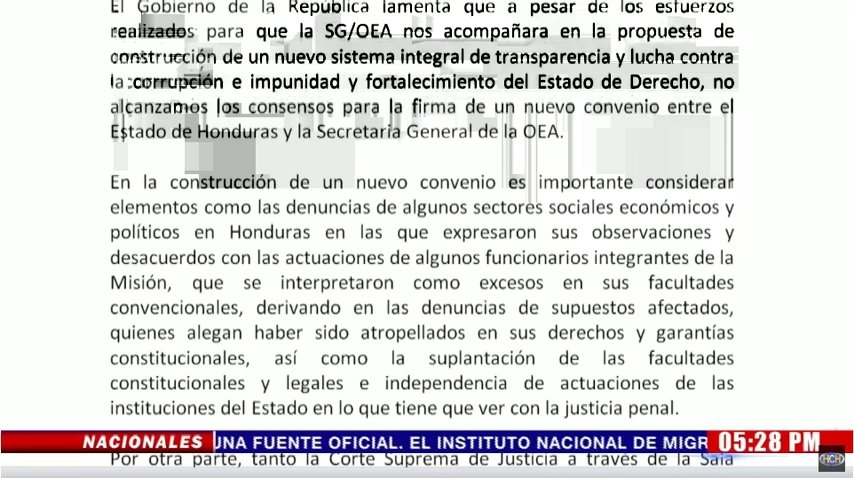 El Gobierno de la República lamenta que a pesar de los esfuerzos
realizados para que la SG/OEA nos acompañara en la propuesta de
construcción de un nuevo sistema integral de transparencia y lucha contra
la corrupción e impunidad y fortalecimiento del Estado de Derecho, no
alcanzamos los consensos para la firma de un nuevo convenio entre el
Estado de Honduras y la Secretaria General de la OEA.
En la construcción de un nuevo convenio es importante considerar
elementos como las denuncias de algunos sectores sociales económicos y
políticos en Honduras en las que expresaron sus observaciones y
desacuerdos con las actuaciones de algunos funcionarios integrantes de la
Misión, que se interpretaron como excesos en sus facultades
convencionales, derivando en las denuncias de supuestos afectados,
quienes alegan haber sido atropellados en sus derechos y garantías
constitucionales, así como la suplantación de las facultades
constitucionales y legales e independencia de actuaciones de las
instituciones del Estado en lo que tiene que ver con la justicia penal.
NACIONALES UNA FUENTE OFICIAL. EL INSTITUTO NACIONAL DE MIGR 05:28 PM
Por otra parte, tanto la Corte Suprema de Justicia a través de la Sala
HCH